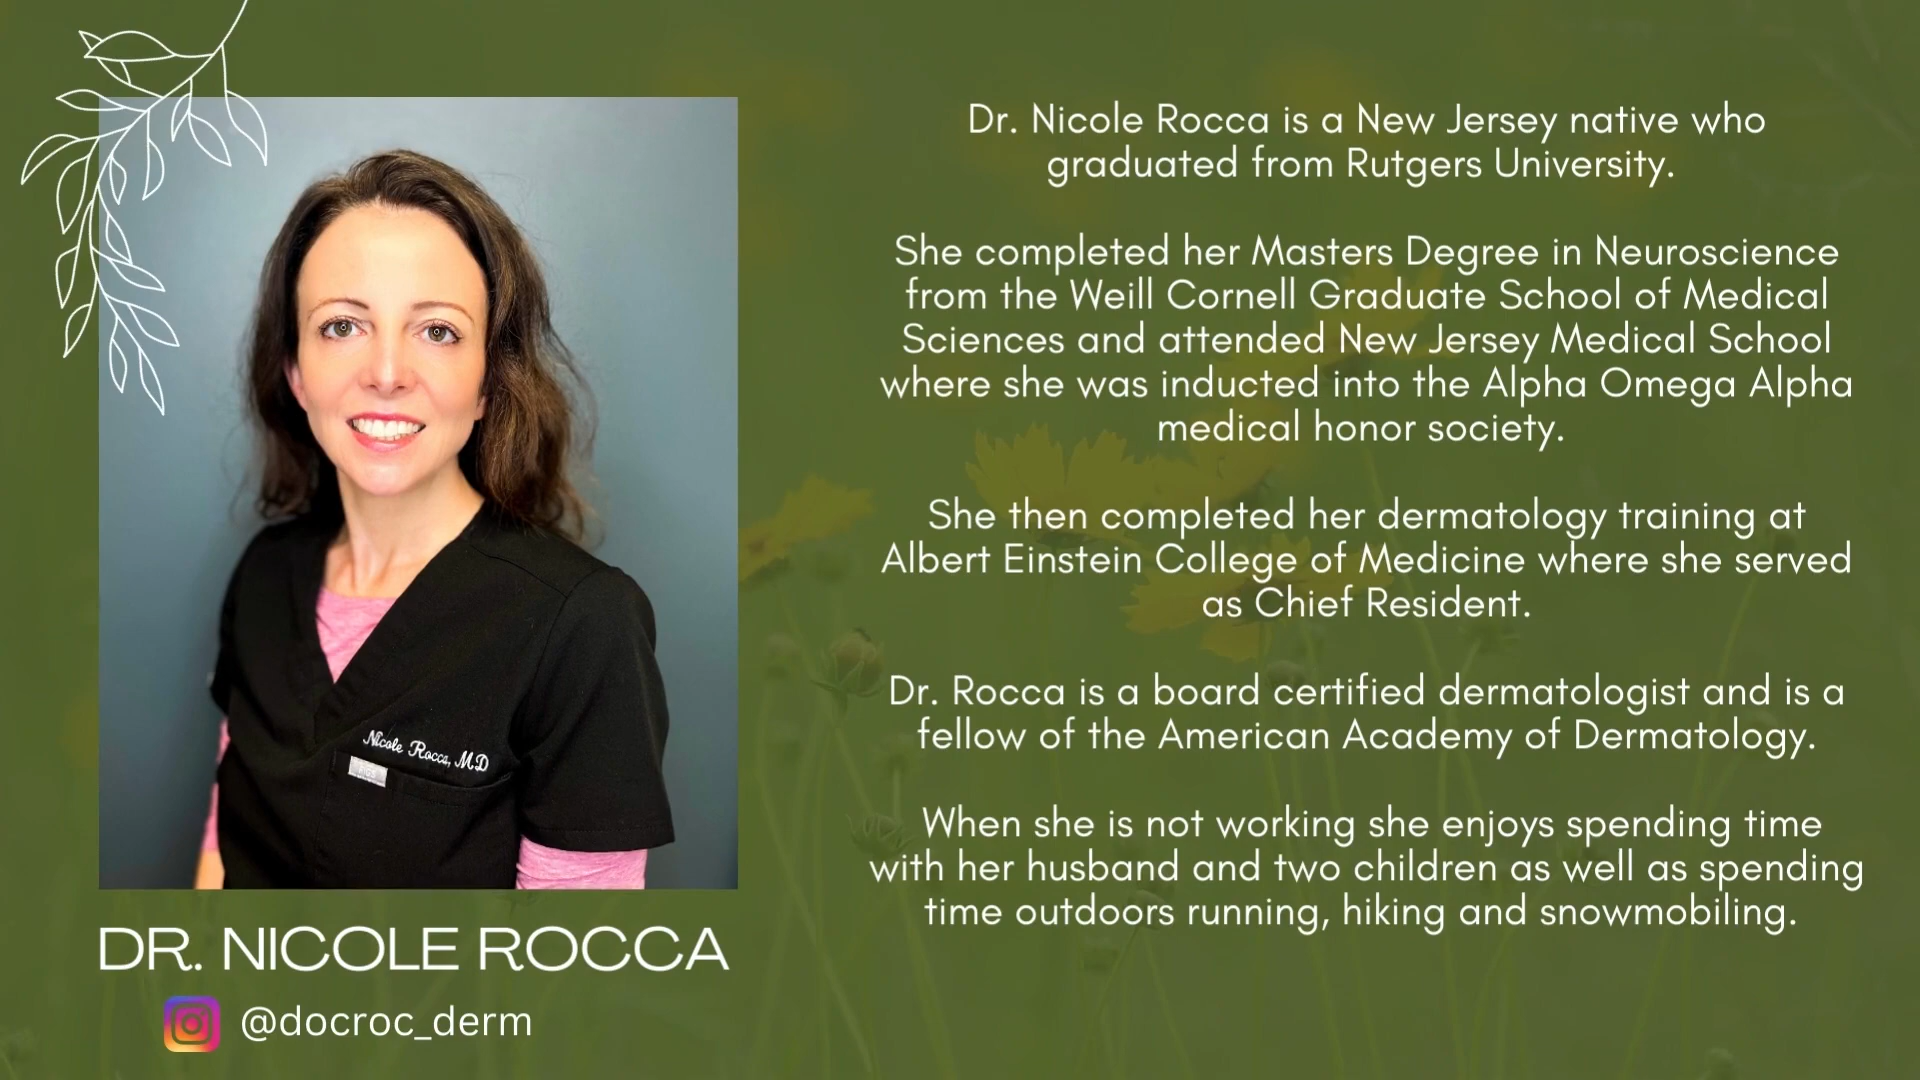 Dr. Nicole Rocca is a New Jersey native who
graduated from Rutgers University.
She completed her Masters Degree in Neuroscience
from the Weill Cornell Graduate School of Medical
Sciences and attended New Jersey Medical School
where she was inducted into the Alpha Omega Alpha
medical honor society.
She then completed her dermatology training at
Albert Einstein College of Medicine where she served
as Chief Resident.
Dr. Rocca is a board certified dermatologist and is a
fellow of the American Academy of Dermatology.
When she is not working she enjoys spending time
with her husband and two children as well as spending
time outdoors running, hiking and snowmobiling.
Nicole Rocca, MD
DR. NICOLE ROCCA
@docroc_derm